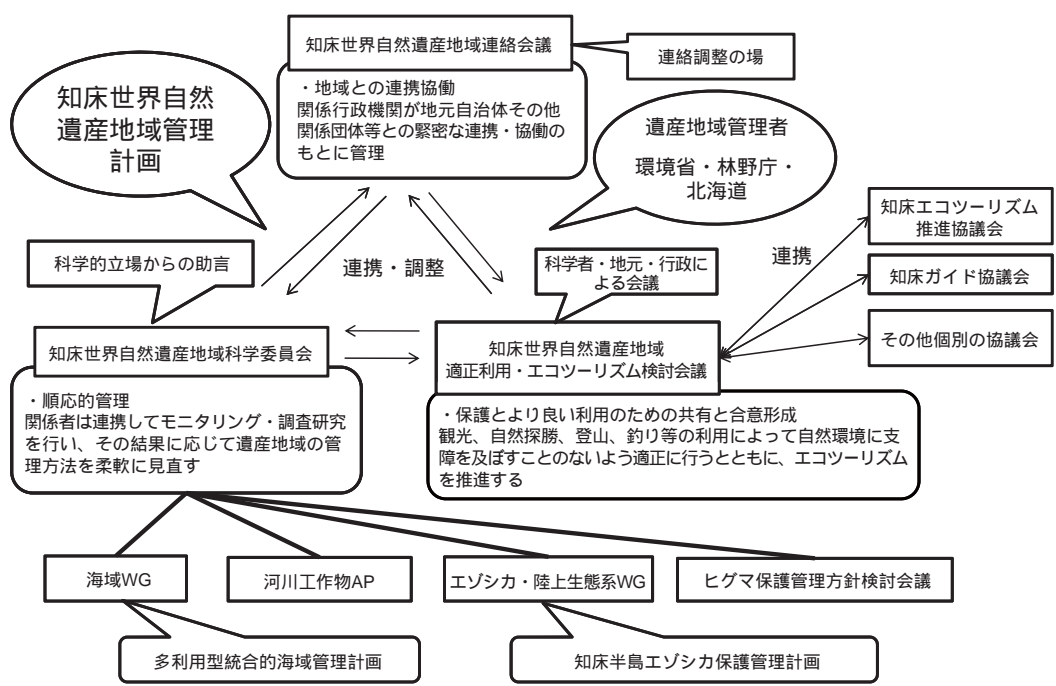 知床世界自然遺産地域連絡会議
連絡調整の場
・地域との連携協働
関係行政機関が地元自治体その他
関係団体等との緊密な連携・協働の
もとに管理
知床世界自然
遺産地域管理
計画
遺産地域管理者
環境省・林野庁・
北海道
知床エコツーリズム
推進協議会
知床ガイド協議会
その他個別の協議会
連携
科学的立場からの助言
連携・調整
科学者・地元・行政に
よる会議
知床世界自然遺産地域科学委員会
・順応的管理
関係者は連携してモニタリング・調査研究
を行い、その結果に応じて遺産地域の管
理方法を柔軟に見直す
知床世界自然遺産地域
適正利用・エコツーリズム検討会議
・保護とより良い利用のための共有と合意形成
観光、自然探勝、登山、釣り等の利用によって自然環境に支
障を及ぼすことのないよう適正に行うとともに、エコツーリズム
を推進する
海域WG
河川工作物AP
エゾシカ・陸上生態系WG
ヒグマ保護管理方針検討会議
多利用型統合的海域管理計画
知床半島エゾシカ保護管理計画